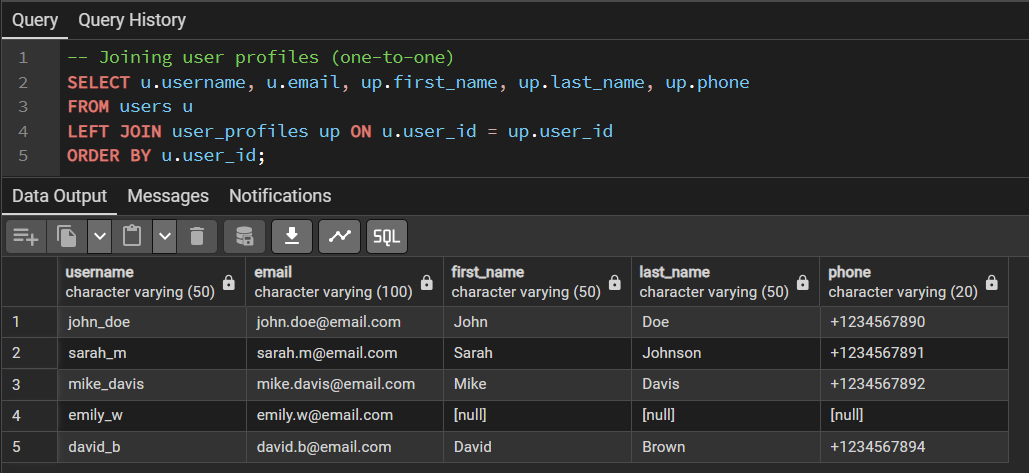 Query Query History
1 -- Joining user profiles (one-to-one)
2 SELECT u.username, u.email, up.first_name, up.last_name, up.phone
3 FROM users u
4 LEFT JOIN user_profiles up ON u.user_id = up.user_id
5 ORDER BY u.user_id;
Data Output Messages Notifications
SQL
username email first_name last_name phone
character varying (50) character varying (100) character varying (50) character varying (50) character varying (20)
1 john_doe john.doe@email.com John Doe +1234567890
2 sarah_m sarah.m@email.com Sarah Johnson +1234567891
3 mike_davis mike.davis@email.com Mike Davis +1234567892
4 emily_w emily.w@email.com [null] [null] [null]
5 david_b david.b@email.com David Brown +1234567894